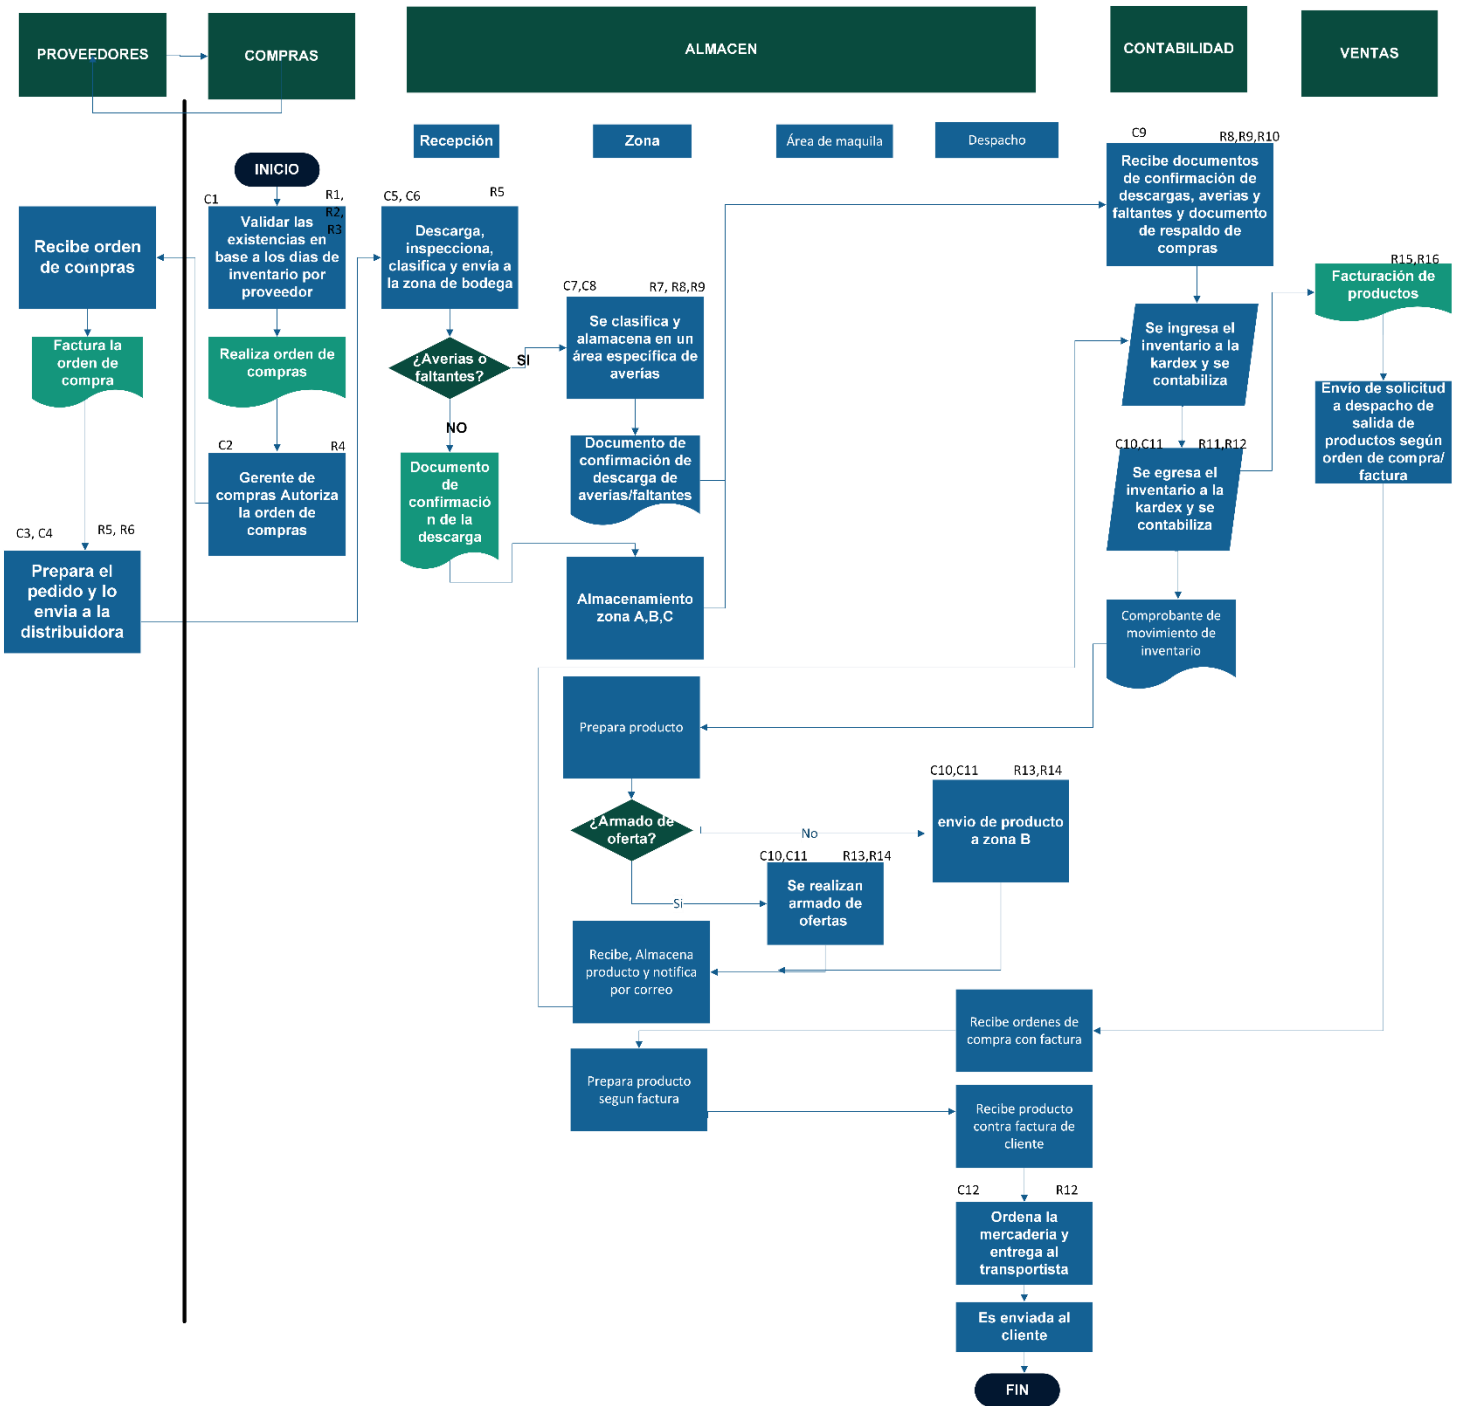 PROVEEDORES
COMPRAS
ALMACEN
CONTABILIDAD
VENTAS
Recepción
Zona
Área de maquila
Despacho
INICIO
C1
R1,
R2,
R3
Validar las
existencias en
base a los dias de
inventario por
proveedor
Realiza orden de
compras
C2
R4
Gerente de
compras Autoriza
la orden de
compras
Recibe orden
de compras
Factura la
orden de
compra
C3, C4
R5, R6
Prepara el
pedido y lo
envia a la
distribuidora
C5, C6
R5
Descarga,
inspecciona,
clasifica y envía a
la zona de bodega
¿Averias o
faltantes?
SI
NO
Documento
de
confirmació
n de la
descarga
C7,C8
R7, R8,R9
Se clasifica y
alamacena en un
área específica de
averías
Documento de
confirmación de
descarga de
averias/faltantes
Almacenamiento
zona A,B,C
C9
R8,R9,R10
Recibe documentos
de confirmación de
descargas, averias y
faltantes y documento
de respaldo de
compras
Se ingresa el
inventario a la
kardex y se
contabiliza
C10,C11
R11,R12
Se egresa el
inventario a la
kardex y se
contabiliza
Comprobante de
movimiento de
inventario
R15,R16
Facturación de
productos
Envío de solicitud
a despacho de
salida de
productos según
orden de compra/
factura
Prepara producto
¿Armado de
oferta?
No
Si
C10,C11
R13,R14
envio de producto
a zona B
C10,C11
R13,R14
Se realizan
armado de
ofertas
Recibe, Almacena
producto y notifica
por correo
Recibe ordenes de
compra con factura
Prepara producto
segun factura
Recibe producto
contra factura de
cliente
C12
R12
Ordena la
mercaderia y
entrega al
transportista
Es enviada al
cliente
FIN